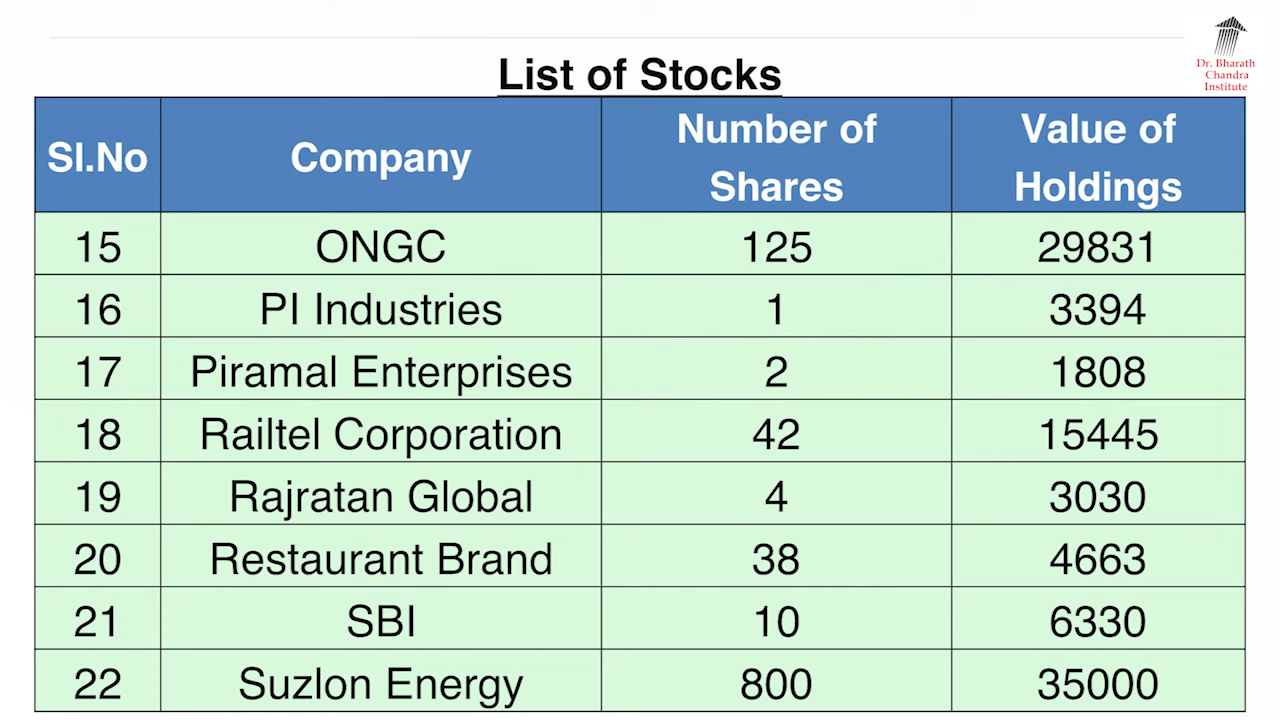 Dr. Bharath
Chandra
Institute
List of Stocks
Sl.No Company Number of Shares Value of Holdings
15 ONGC 125 29831
16 PI Industries 1 3394
17 Piramal Enterprises 2 1808
18 Railtel Corporation 42 15445
19 Rajratan Global 4 3030
20 Restaurant Brand 38 4663
21 SBI 10 6330
22 Suzlon Energy 800 35000